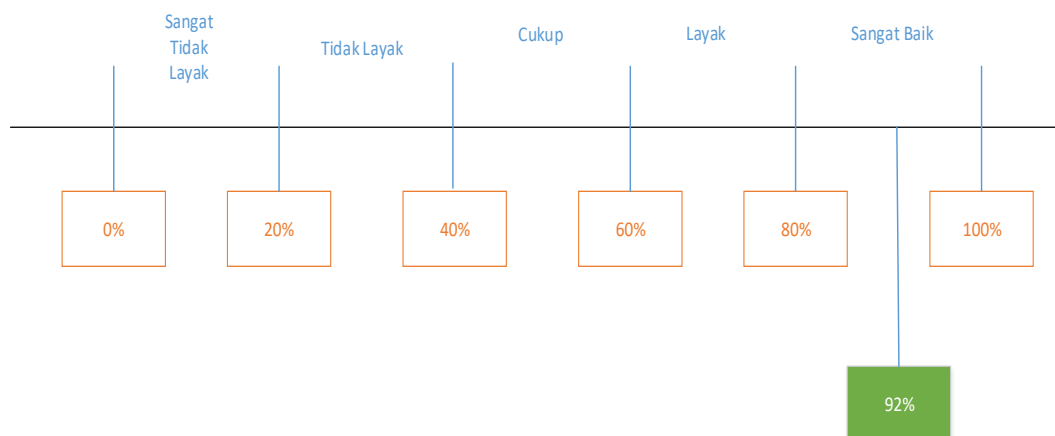 Sangat
Tidak
Layak
Tidak Layak
Cukup
Layak
Sangat Baik
0%
20%
40%
60%
80%
100%
92%